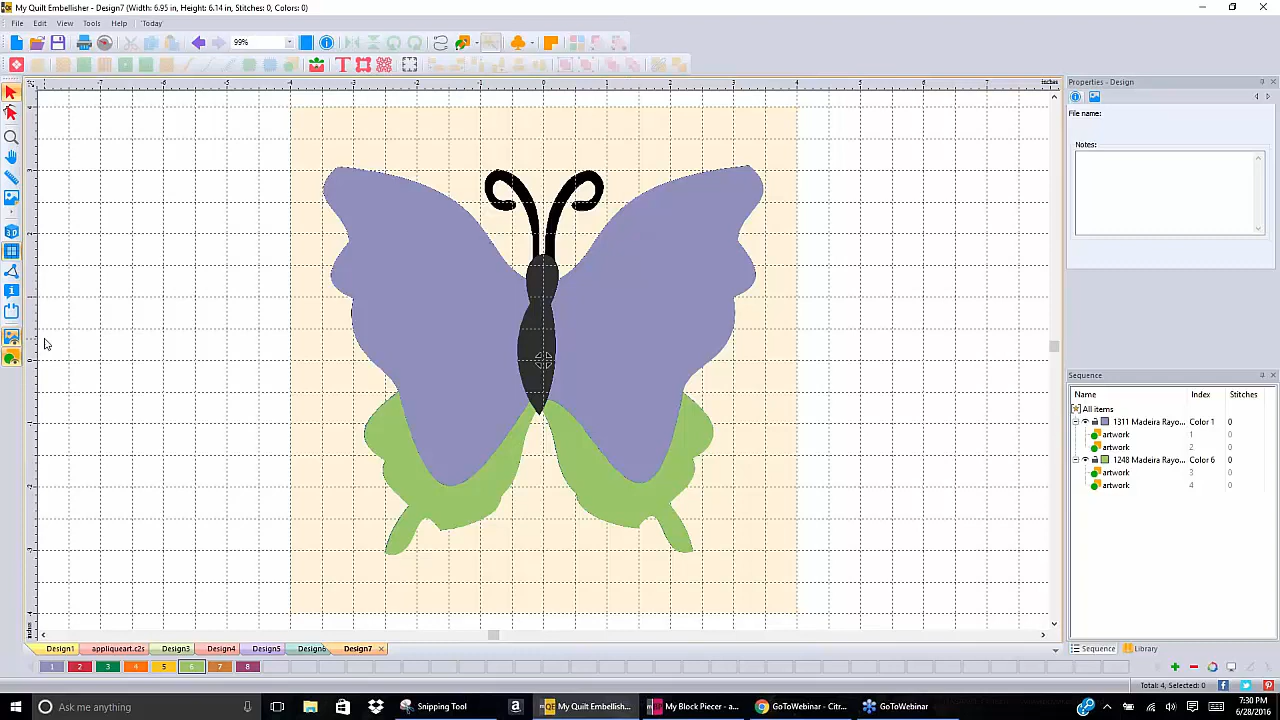 My Quilt Embellisher - Design7 (Width: 6.95 in, Height: 6.14 in, Stitches: 0, Colors: 0)
File Edit View Tools Help 'Today'
99%
inches
Properties - Design
File name:
Notes:
Sequence
Name Index Stitches
All items
1311 Madeira Rayo... Color 1 0
artwork 1 0
artwork 2 0
1248 Madeira Rayo... Color 6 0
artwork 3 0
artwork 4 0
Design1 appliqueart.c2s Design3 Design4 Design5 Design6 Design7
Sequence Library
1 2 3 4 5 6 7 8
Total: 4, Selected: 0
Ask me anything
Snipping Tool
My Quilt Embellish...
My Block Piecer - a...
GoToWebinar - Citr...
GoToWebinar
7:30 PM
6/28/2016